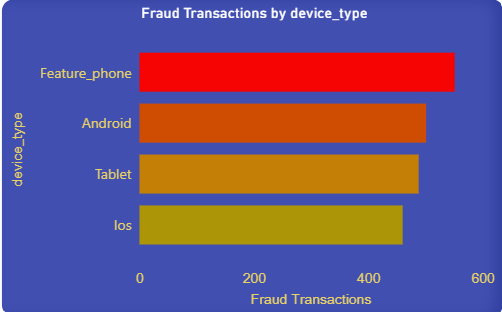 Fraud Transactions by device_type
device_type
Feature_phone
Android
Tablet
Ios
0 200 400 600
Fraud Transactions